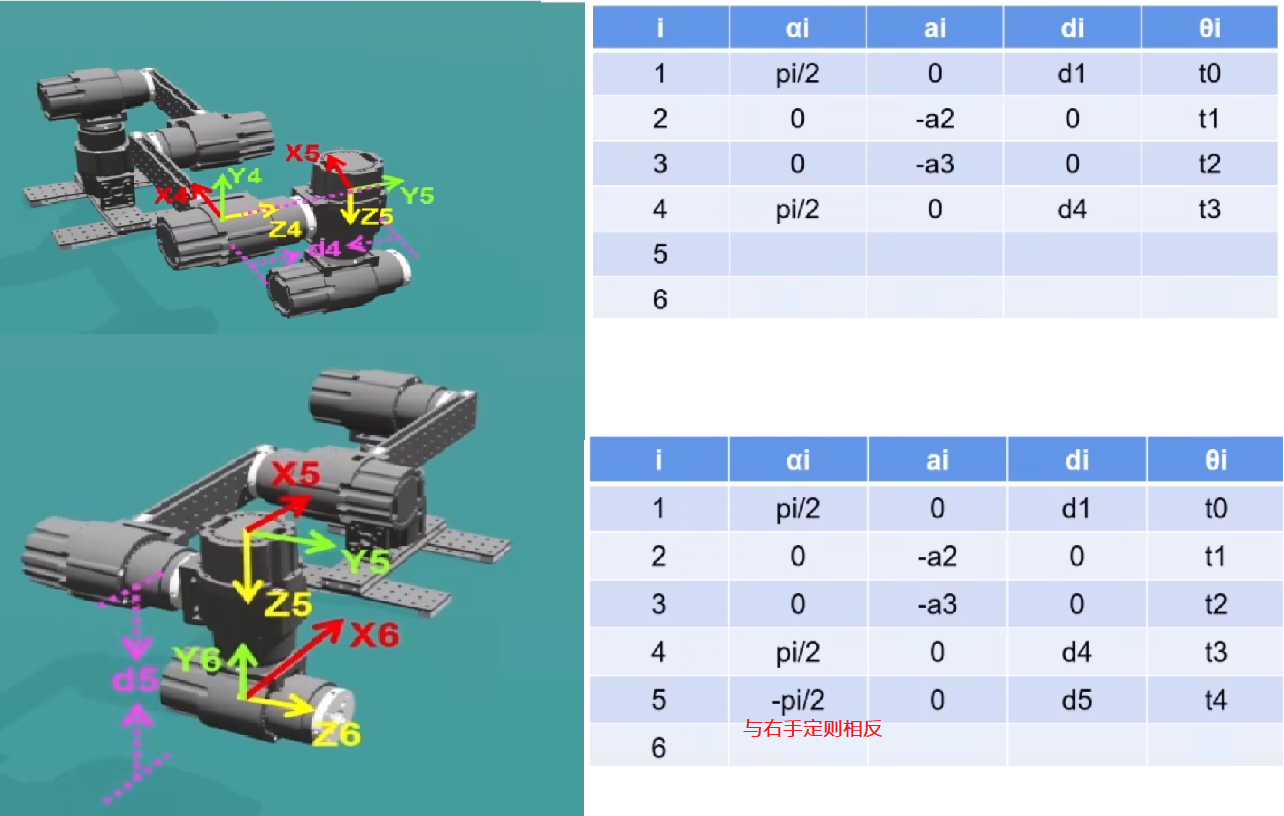 X4
Y4
Z4
X5
Y5
Z5
d4
i αi ai di θi
1 pi/2 0 d1 t0
2 0 -a2 0 t1
3 0 -a3 0 t2
4 pi/2 0 d4 t3
5
6
X5
Y5
Z5
X6
Y6
Z6
d5
i αi ai di θi
1 pi/2 0 d1 t0
2 0 -a2 0 t1
3 0 -a3 0 t2
4 pi/2 0 d4 t3
5 -pi/2 0 d5 t4
与右手定则相反
6